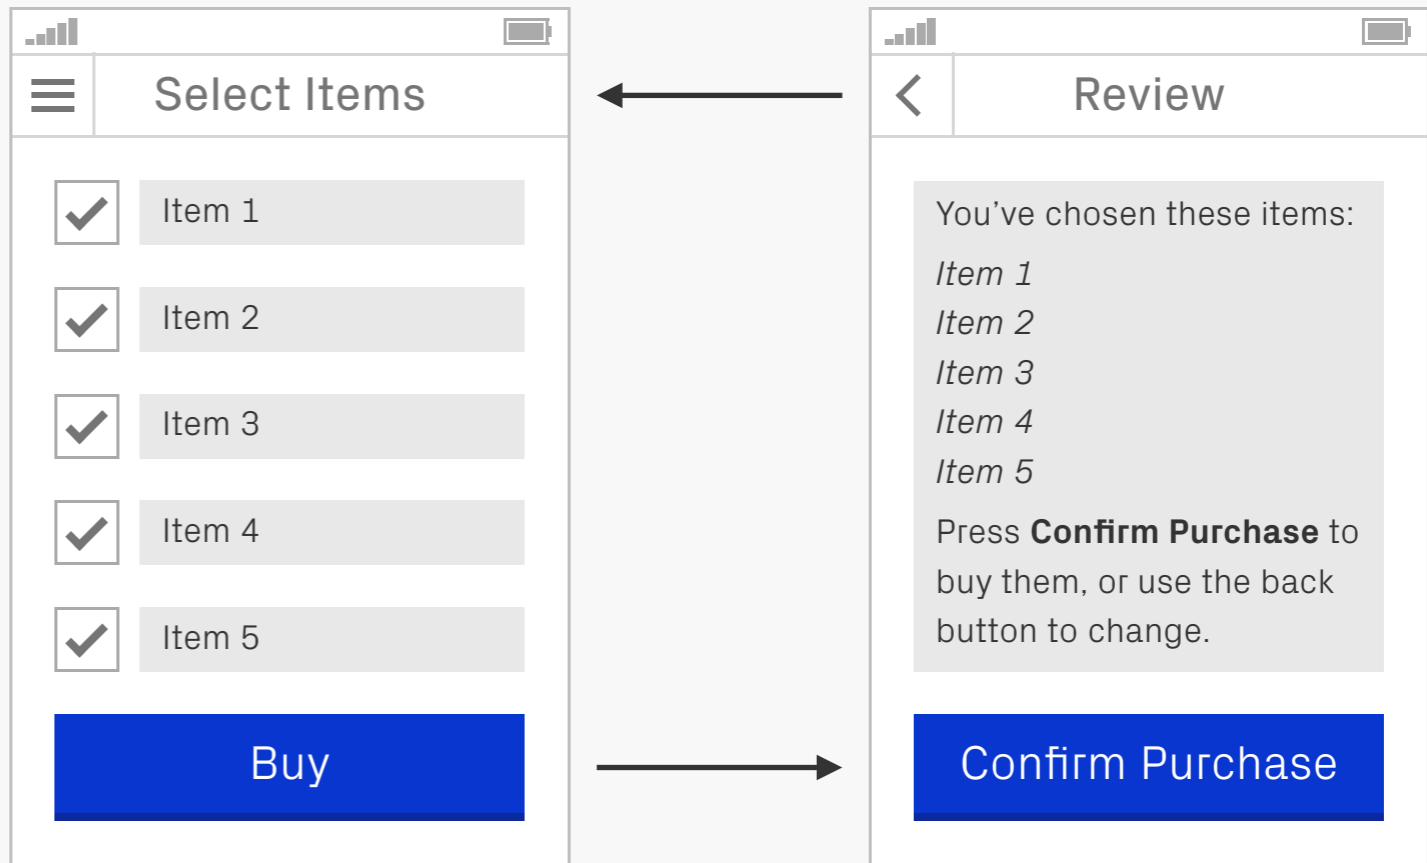 Select Items
Item 1
Item 2
Item 3
Item 4
Item 5
Buy
Review
You’ve chosen these items:
Item 1
Item 2
Item 3
Item 4
Item 5
Press Confirm Purchase to
buy them, or use the back
button to change.
Confirm Purchase